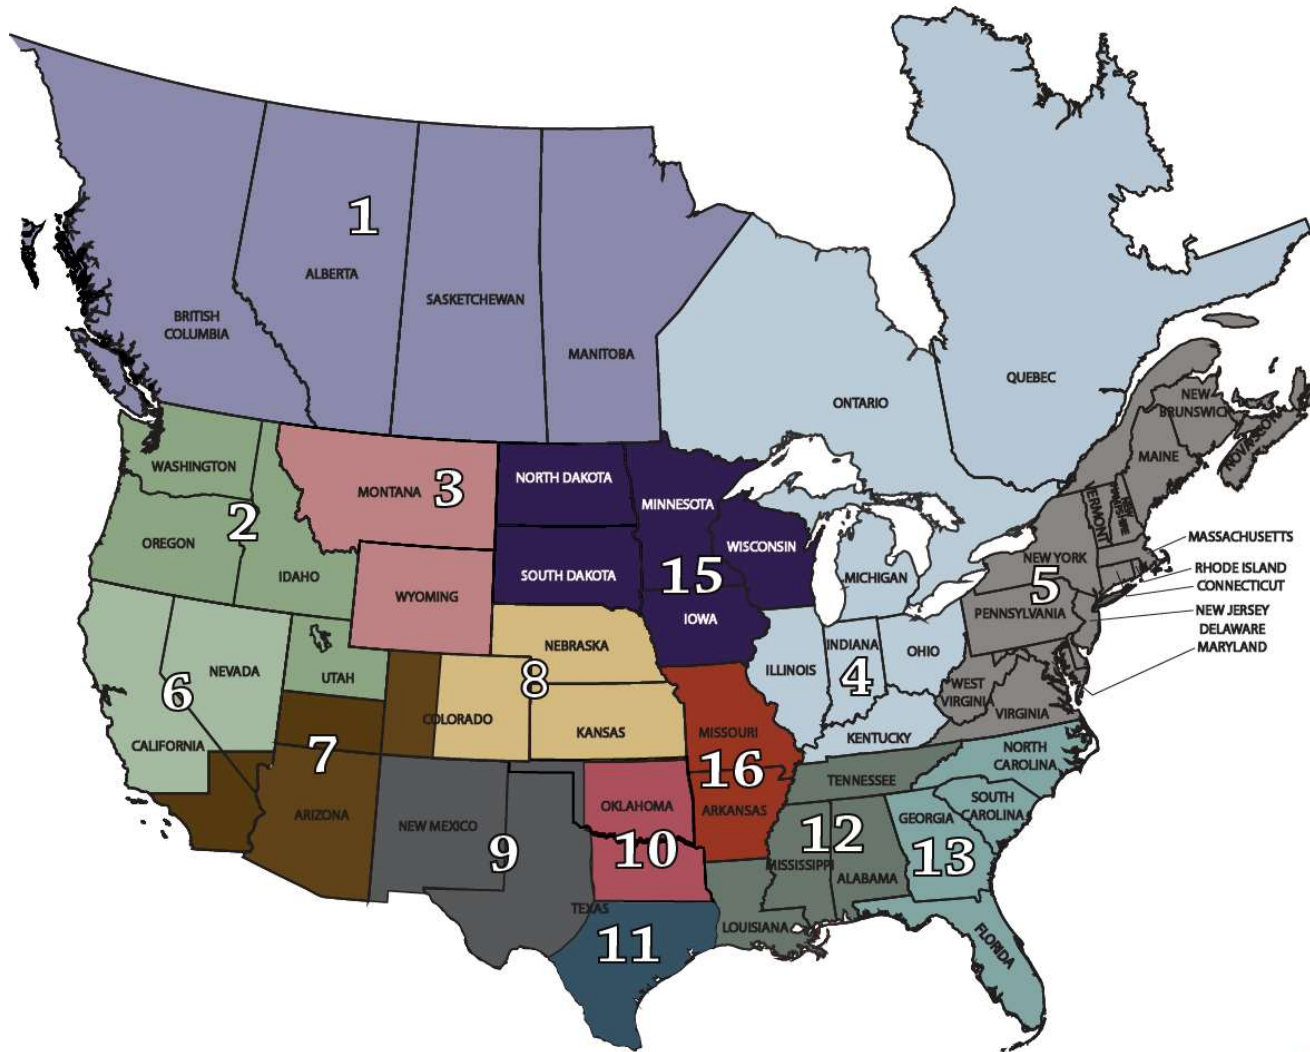 1
ALBERTA
SASKETCHEWAN
BRITISH
COLUMBIA
MANITOBA
QUEBEC
ONTARIO
NEW
BRUNSWICK
NOVA SCOTIA
MAINE
WASHINGTON
MONTANA
3
NORTH DAKOTA
MINNESOTA
VERMONT
NEW
HAMPSHIRE
2
OREGON
IDAHO
WYOMING
SOUTH DAKOTA
15
WISCONSIN
MICHIGAN
NEW YORK
5
MASSACHUSETTS
RHODE ISLAND
CONNECTICUT
NEW JERSEY
DELAWARE
MARYLAND
PENNSYLVANIA
IOWA
NEBRASKA
NEVADA
UTAH
6
8
ILLINOIS
INDIANA
4
OHIO
WEST
VIRGINIA
VIRGINIA
CALIFORNIA
COLORADO
KANSAS
MISSOURI
KENTUCKY
7
16
TENNESSEE
NORTH
CAROLINA
ARIZONA
NEW MEXICO
OKLAHOMA
ARKANSAS
SOUTH
CAROLINA
GEORGIA
9
10
12
13
MISSISSIPPI
ALABAMA
TEXAS
11
LOUISIANA
FLORIDA